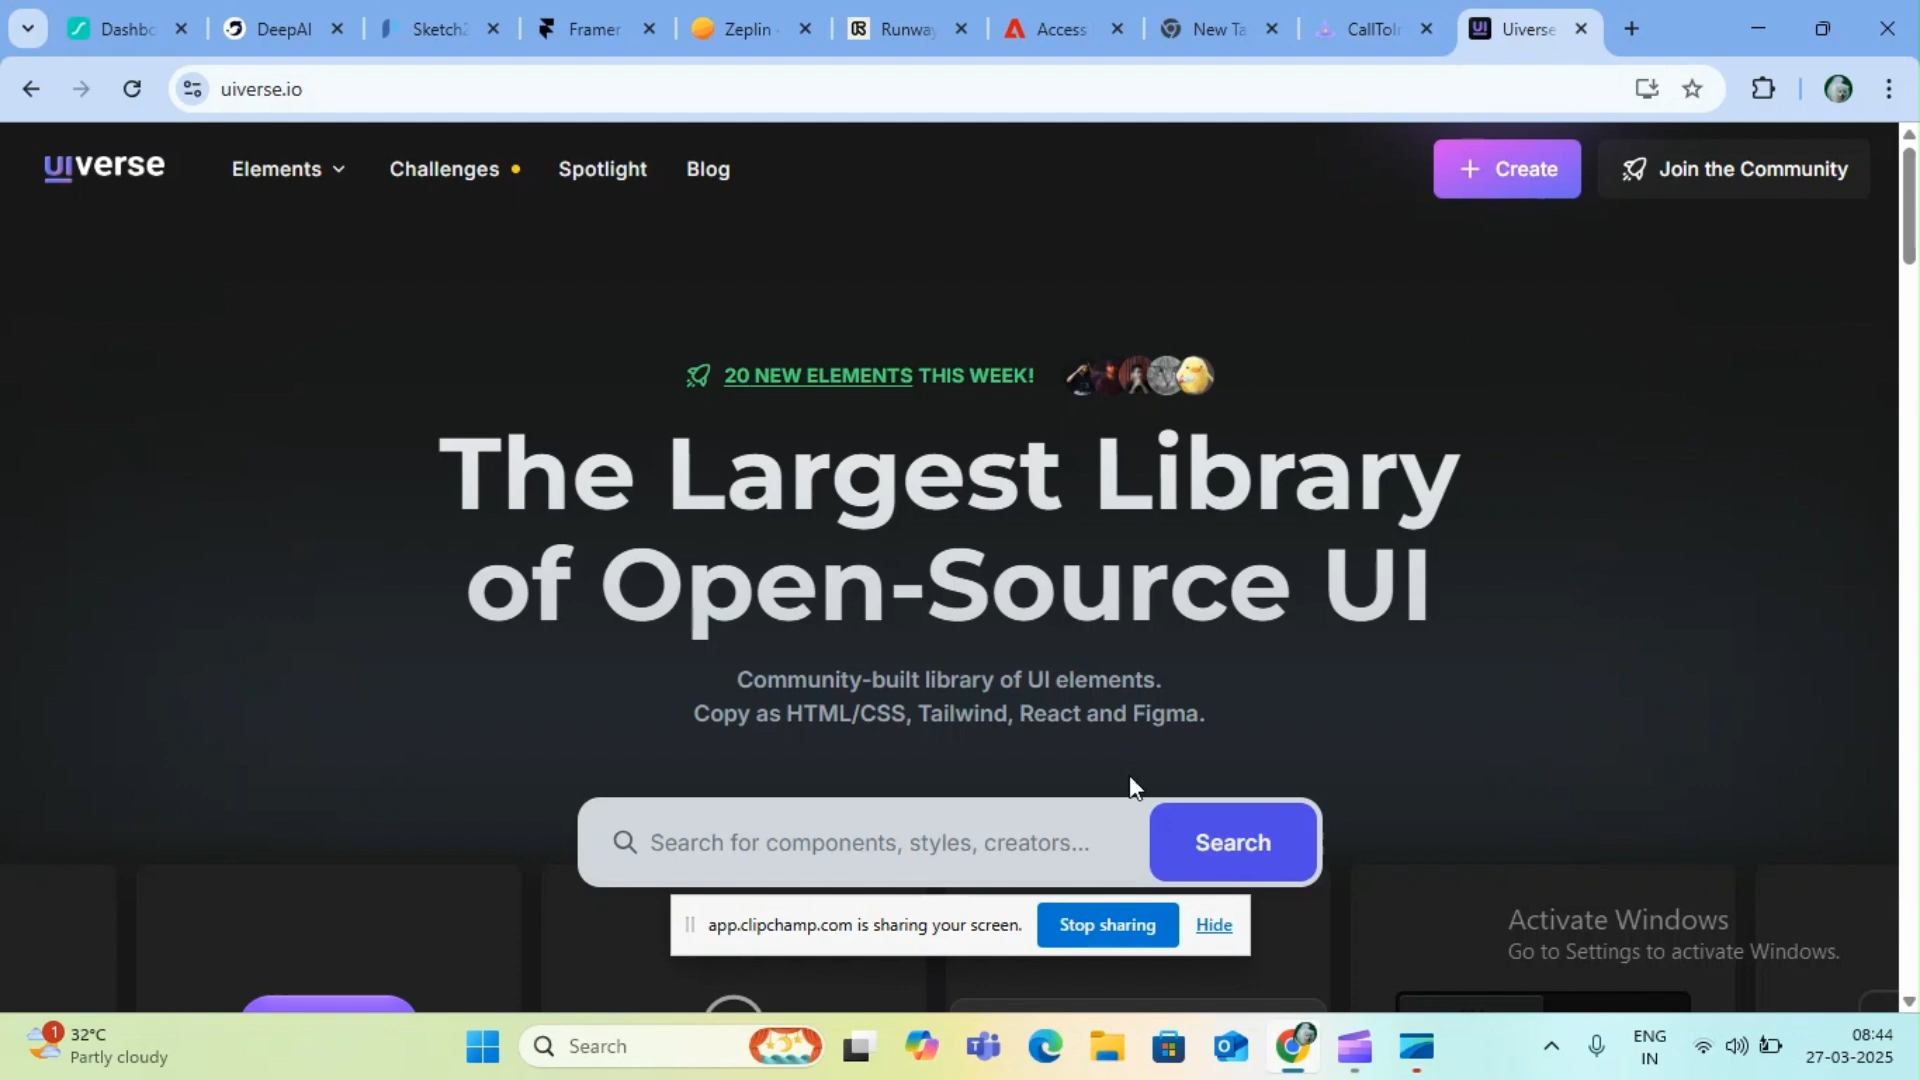 Dashbo
DeepAI
Sketch2
Framer
Zeplin
Runway
Access
New Ta
CallToIn
Uiverse
uiverse.io
uiverse
Elements
Challenges
Spotlight
Blog
+ Create
Join the Community
20 NEW ELEMENTS THIS WEEK!
The Largest Library
of Open-Source UI
Community-built library of UI elements.
Copy as HTML/CSS, Tailwind, React and Figma.
Search for components, styles, creators...
Search
app.clipchamp.com is sharing your screen.
Stop sharing
Hide
Activate Windows
Go to Settings to activate Windows.
1
32°C
Partly cloudy
Search
ENG
IN
08:44
27-03-2025